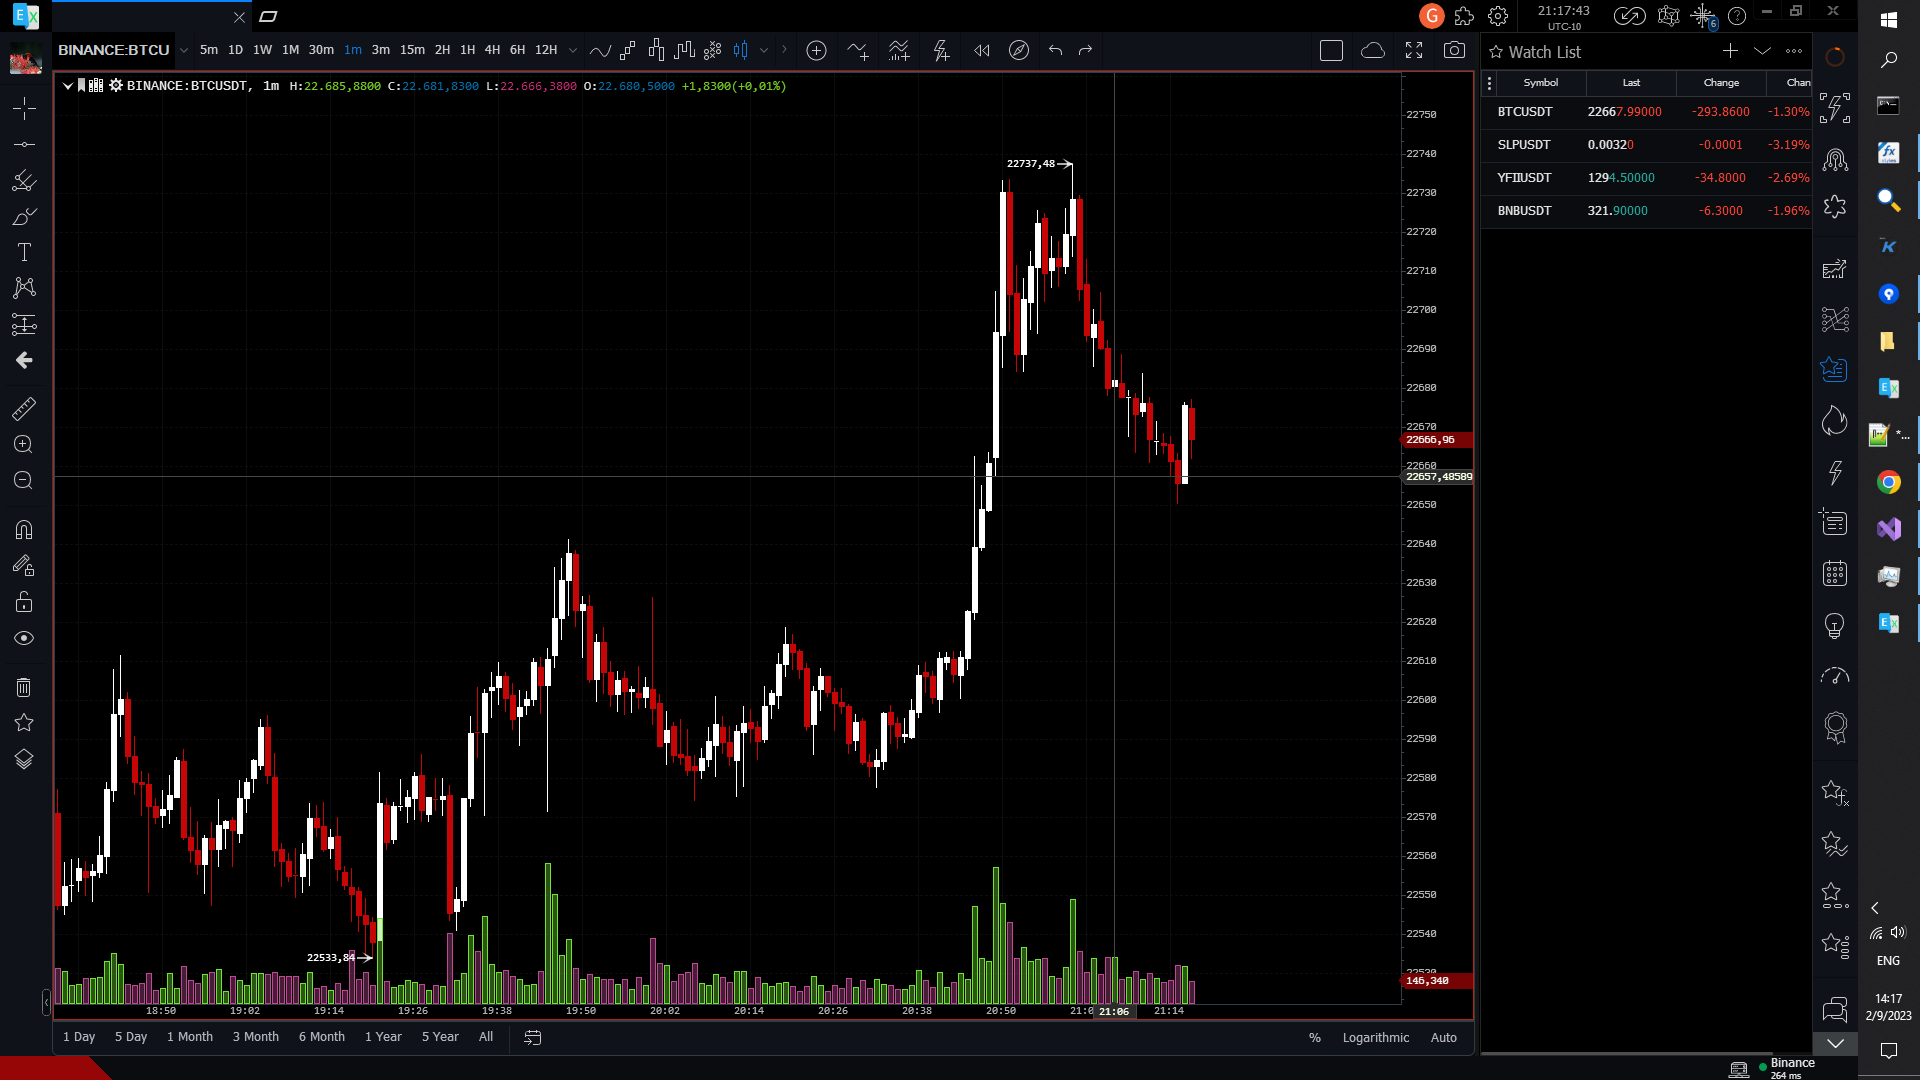 EX
G
21:17:43
UTC-10
6
BINANCE:BTCU
5m 1D 1W 1M 30m 1m 3m 15m 2H 1H 4H 6H 12H
Watch List
BINANCE:BTCUSDT, 1m H:22.685,8800 C:22.681,8300 L:22.666,3800 O:22.680,5000 +1,8300(+0,01%)
Symbol Last Change Chan
BTCUSDT 22667.99000 -293.8600 -1.30%
SLPUSDT 0.00320 -0.0001 -3.19%
YFIIUSDT 1294.50000 -34.8000 -2.69%
BNBUSDT 321.90000 -6.3000 -1.96%
22750
22740
22737,48
22730
22720
22710
22700
22690
22680
22670
22666,96
22660
22657,48589
22650
22640
22630
22620
22610
22600
22590
22580
22570
22560
22550
22540
22533,84
22530
146,340
18:50 19:02 19:14 19:26 19:38 19:50 20:02 20:14 20:26 20:38 20:50 21:06 21:14
1 Day 5 Day 1 Month 3 Month 6 Month 1 Year 5 Year All
% Logarithmic Auto
Binance
264 ms
ENG
14:17
2/9/2023